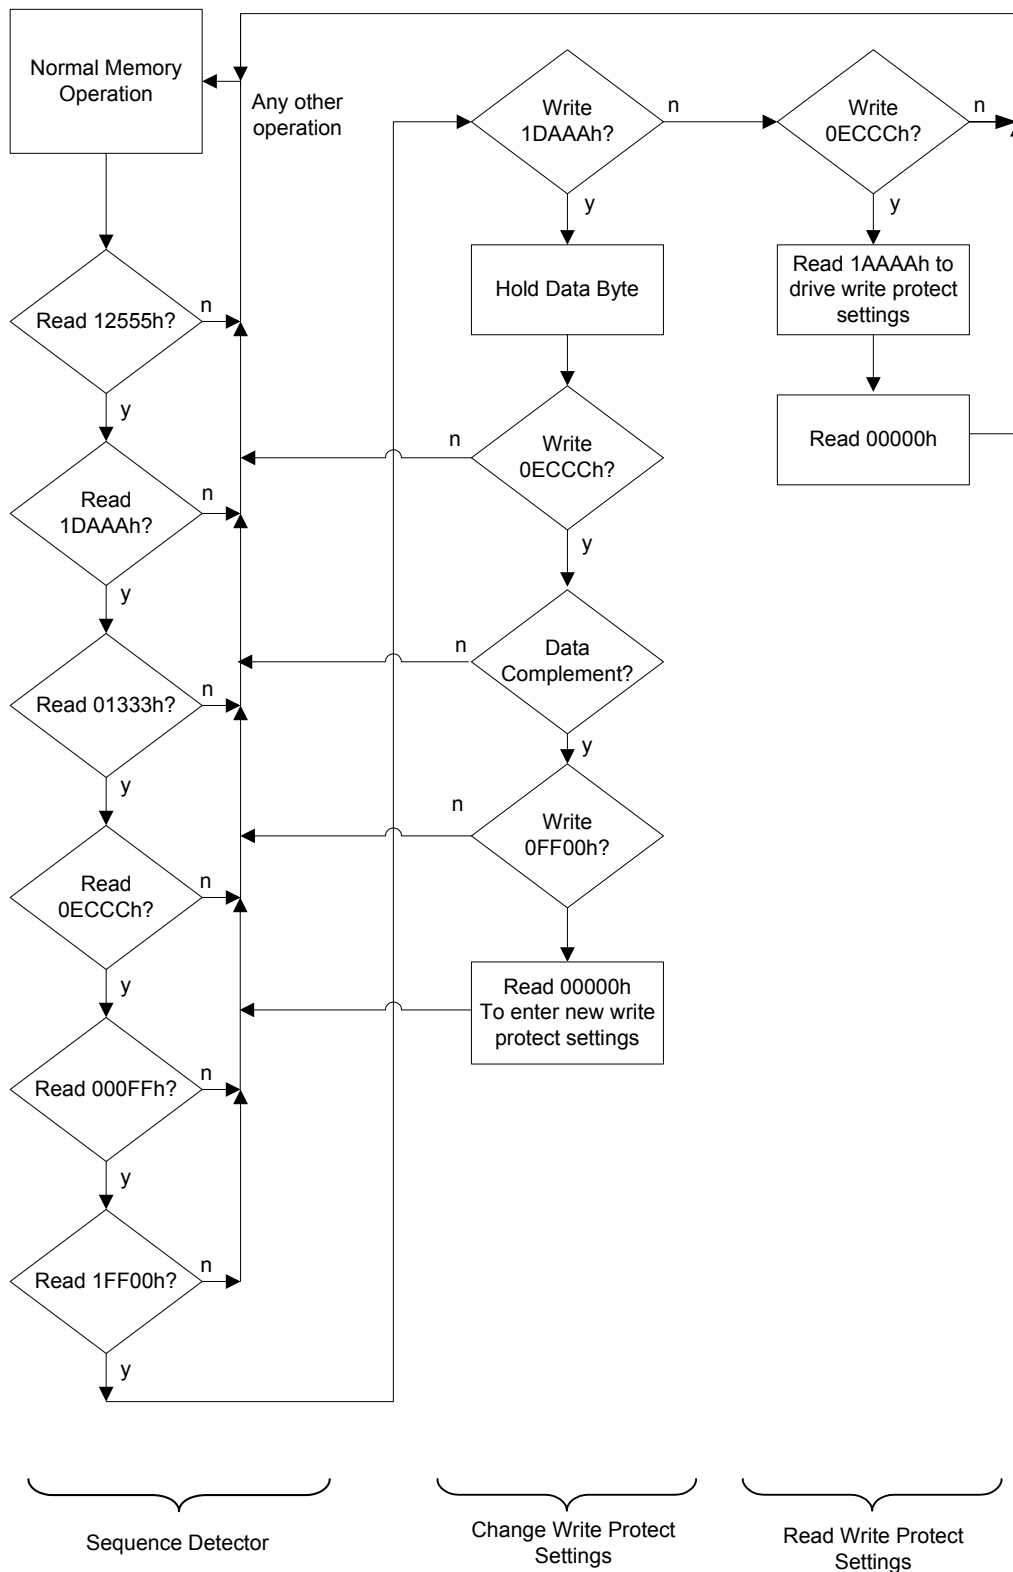 Normal Memory
Operation
Any other
operation
Read 12555h?
n
y
Read
1DAAAh?
n
y
Read 01333h?
n
y
Read
0ECCCh?
n
y
Read 000FFh?
n
y
Read 1FF00h?
n
y
Sequence Detector
Write
1DAAAh?
n
y
Hold Data Byte
Write
0ECCCh?
n
y
Data
Complement?
n
y
Write
0FF00h?
n
Read 00000h
To enter new write
protect settings
Change Write Protect
Settings
Write
0ECCCh?
n
y
Read 1AAAAh to
drive write protect
settings
Read 00000h
Read Write Protect
Settings